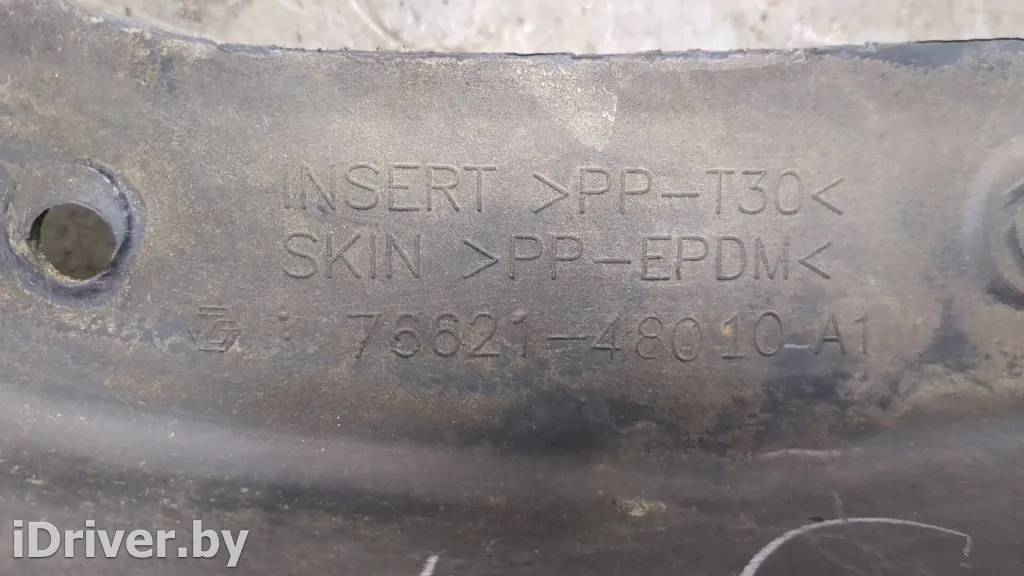 INSERT >PP-T30<
SKIN >PP-EPDM<
: 76621-48010-A1
iDriver.by